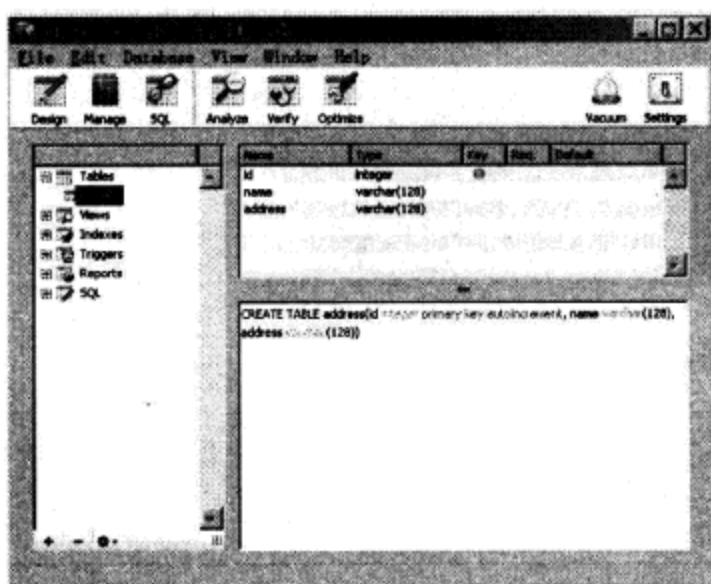 File Edit Database View Window Help
Design Manage SQL Analyze Verify Optimize Vacuum Settings
Name Type Key Req. Default
id integer
name varchar(128)
address varchar(128)
Tables
Views
Indexes
Triggers
Reports
SQL
CREATE TABLE address(id integer primary key autoincrement, name varchar(128),
address varchar(128))